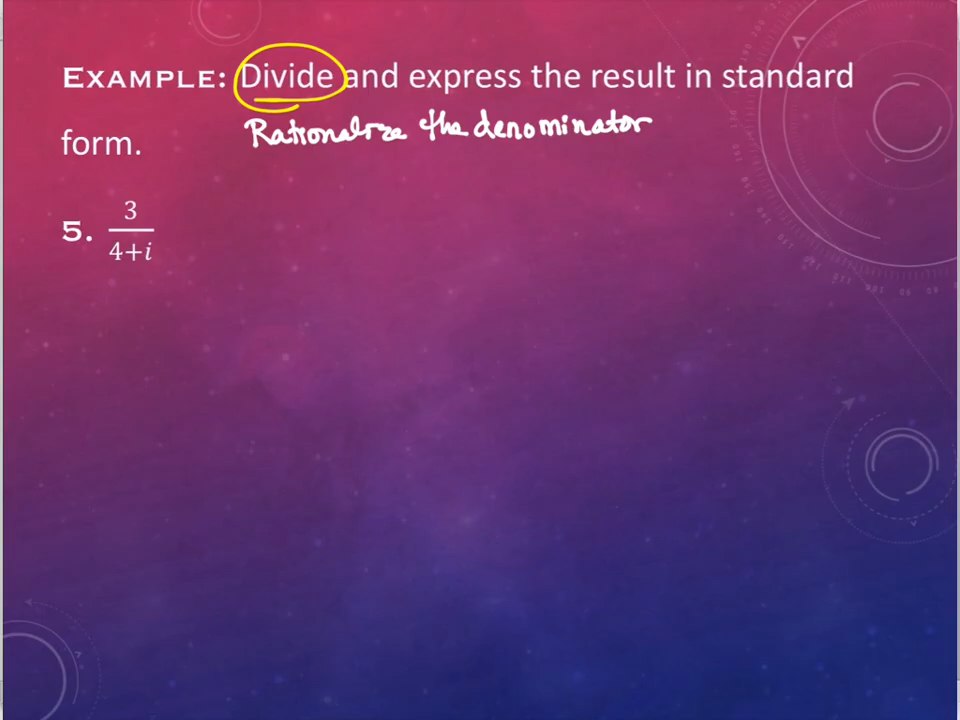 EXAMPLE: Divide and express the result in standard
Rationalize the denominator
form.
5. 3/(4+i)